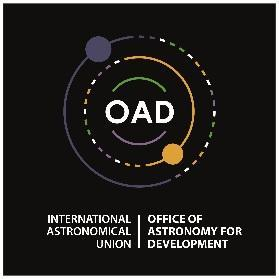 OAD
INTERNATIONAL
ASTRONOMICAL
UNION
OFFICE OF
ASTRONOMY FOR
DEVELOPMENT